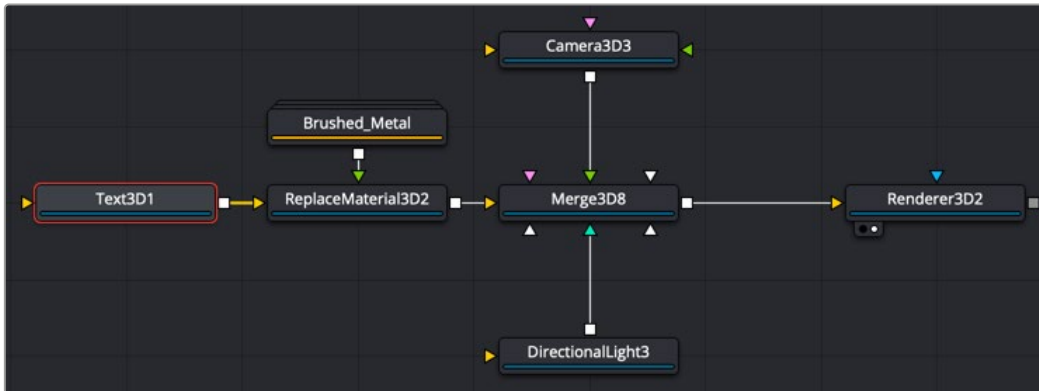 Camera3D3
Brushed_Metal
Text3D1
ReplaceMaterial3D2
Merge3D8
Renderer3D2
DirectionalLight3